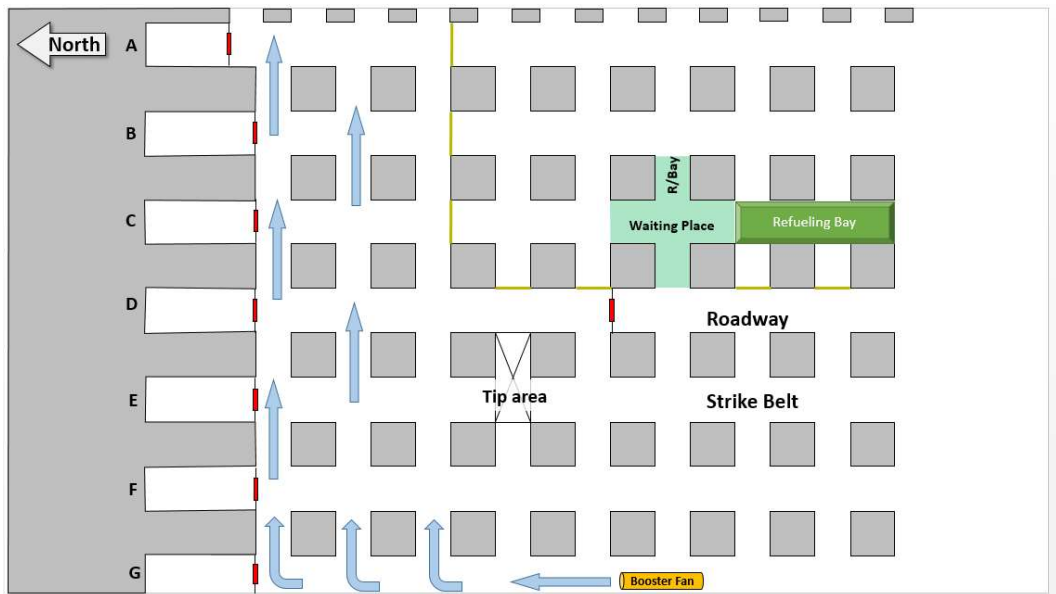 North
A
B
R/Bay
C
Waiting Place
Refueling Bay
D
Roadway
Tip area
Strike Belt
E
F
G
Booster Fan